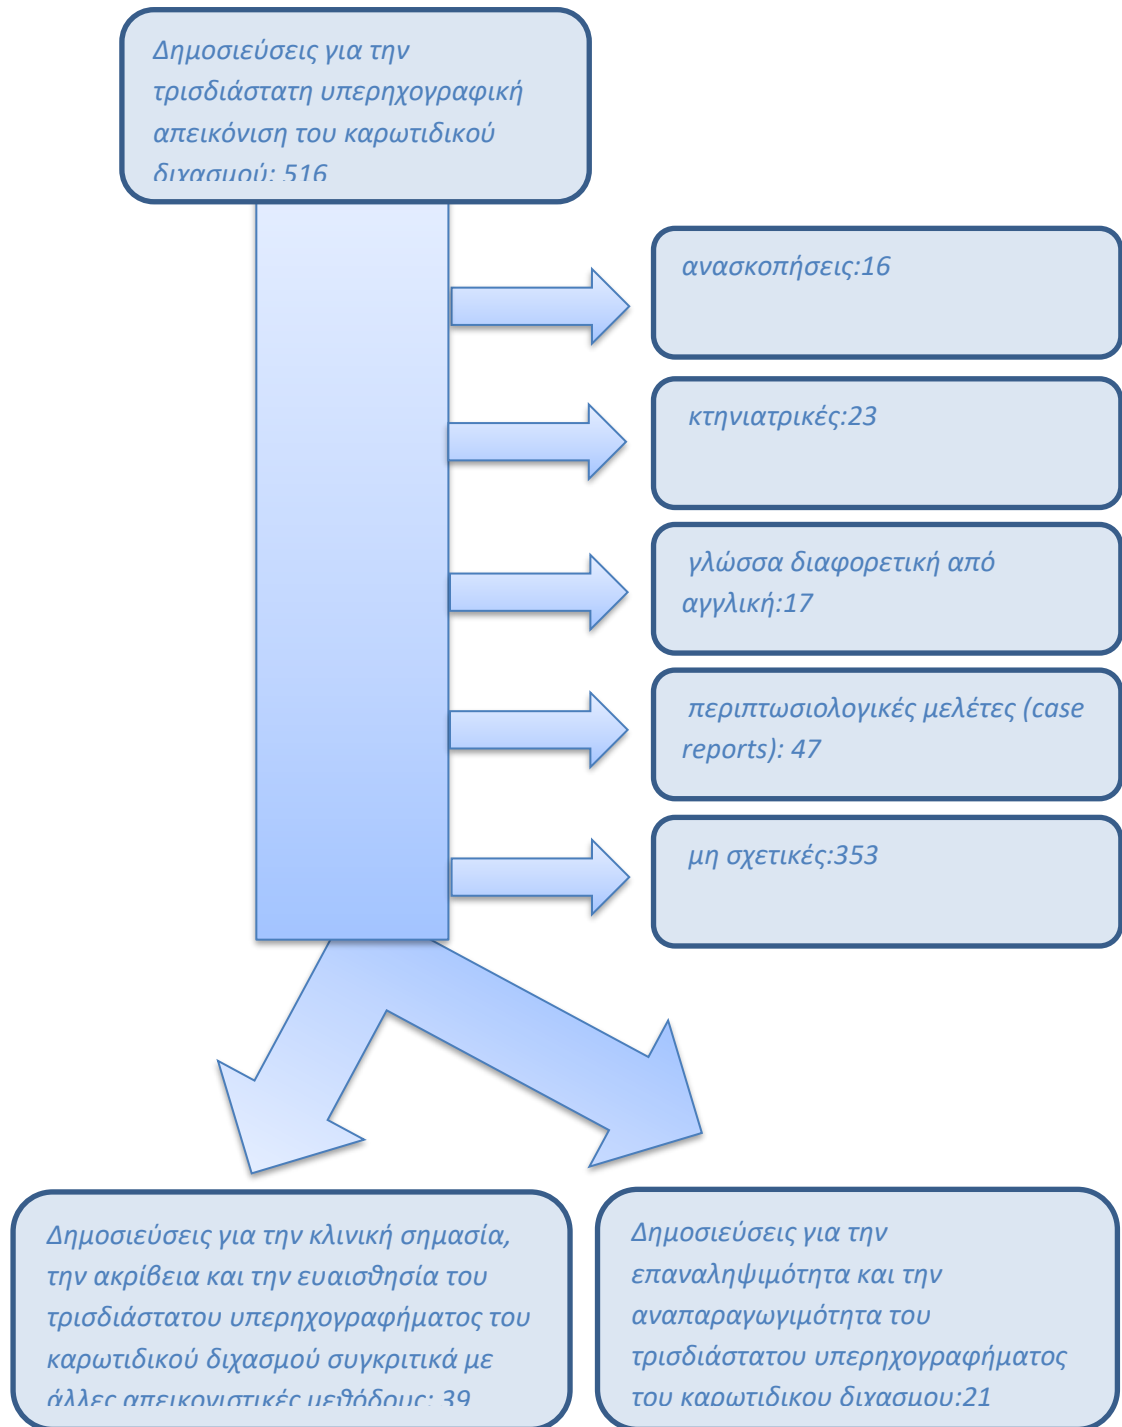 Δημοσιεύσεις για την
τρισδιάστατη υπερηχογραφική
απεικόνιση του καρωτιδικού
διχασμού: 516
ανασκοπήσεις:16
κτηνιατρικές:23
γλώσσα διαφορετική από
αγγλική:17
περιπτωσιολογικές μελέτες (case
reports): 47
μη σχετικές:353
Δημοσιεύσεις για την κλινική σημασία,
την ακρίβεια και την ευαισθησία του
τρισδιάστατου υπερηχογραφήματος του
καρωτιδικού διχασμού συγκριτικά με
άλλες απεικονιστικές μεθόδους: 39
Δημοσιεύσεις για την
επαναληψιμότητα και την
αναπαραγωγιμότητα του
τρισδιάστατου υπερηχογραφήματος
του καρωτιδικου διχασμου:21